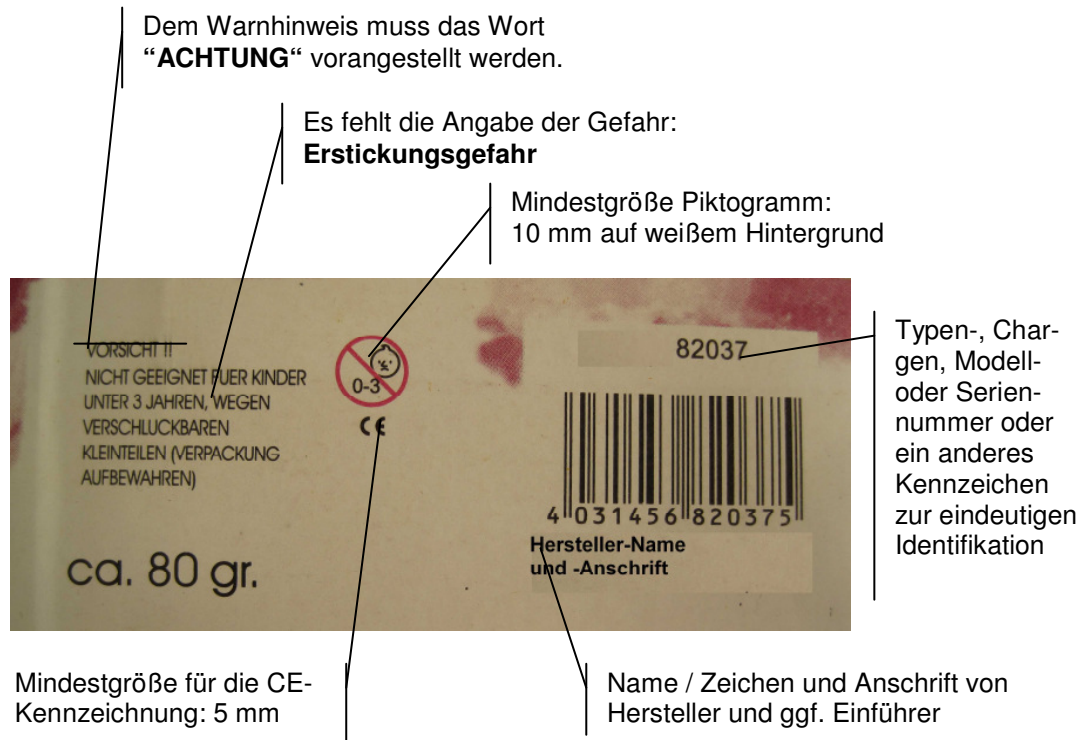 Dem Warnhinweis muss das Wort
“ACHTUNG“ vorangestellt werden.
Es fehlt die Angabe der Gefahr:
Erstickungsgefahr
Mindestgröße Piktogramm:
10 mm auf weißem Hintergrund
VORSICHT !!
NICHT GEEIGNET FUER KINDER
UNTER 3 JAHREN, WEGEN
VERSCHLUCKBAREN
KLEINTEILEN (VERPACKUNG
AUFBEWAHREN)
ca. 80 gr.
0-3
CE
82037
4 031456 820375
Hersteller-Name
und -Anschrift
Typen-, Char-
gen, Modell-
oder Serien-
nummer oder
ein anderes
Kennzeichen
zur eindeutigen
Identifikation
Mindestgröße für die CE-
Kennzeichnung: 5 mm
Name / Zeichen und Anschrift von
Hersteller und ggf. Einführer